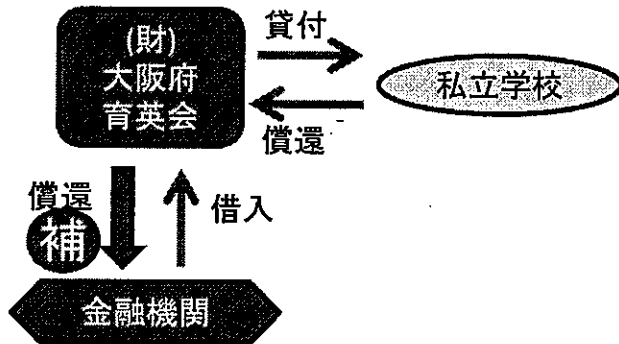 (財)
大阪府
育英会
貸付
私立学校
償還
償還
補
借入
金融機関